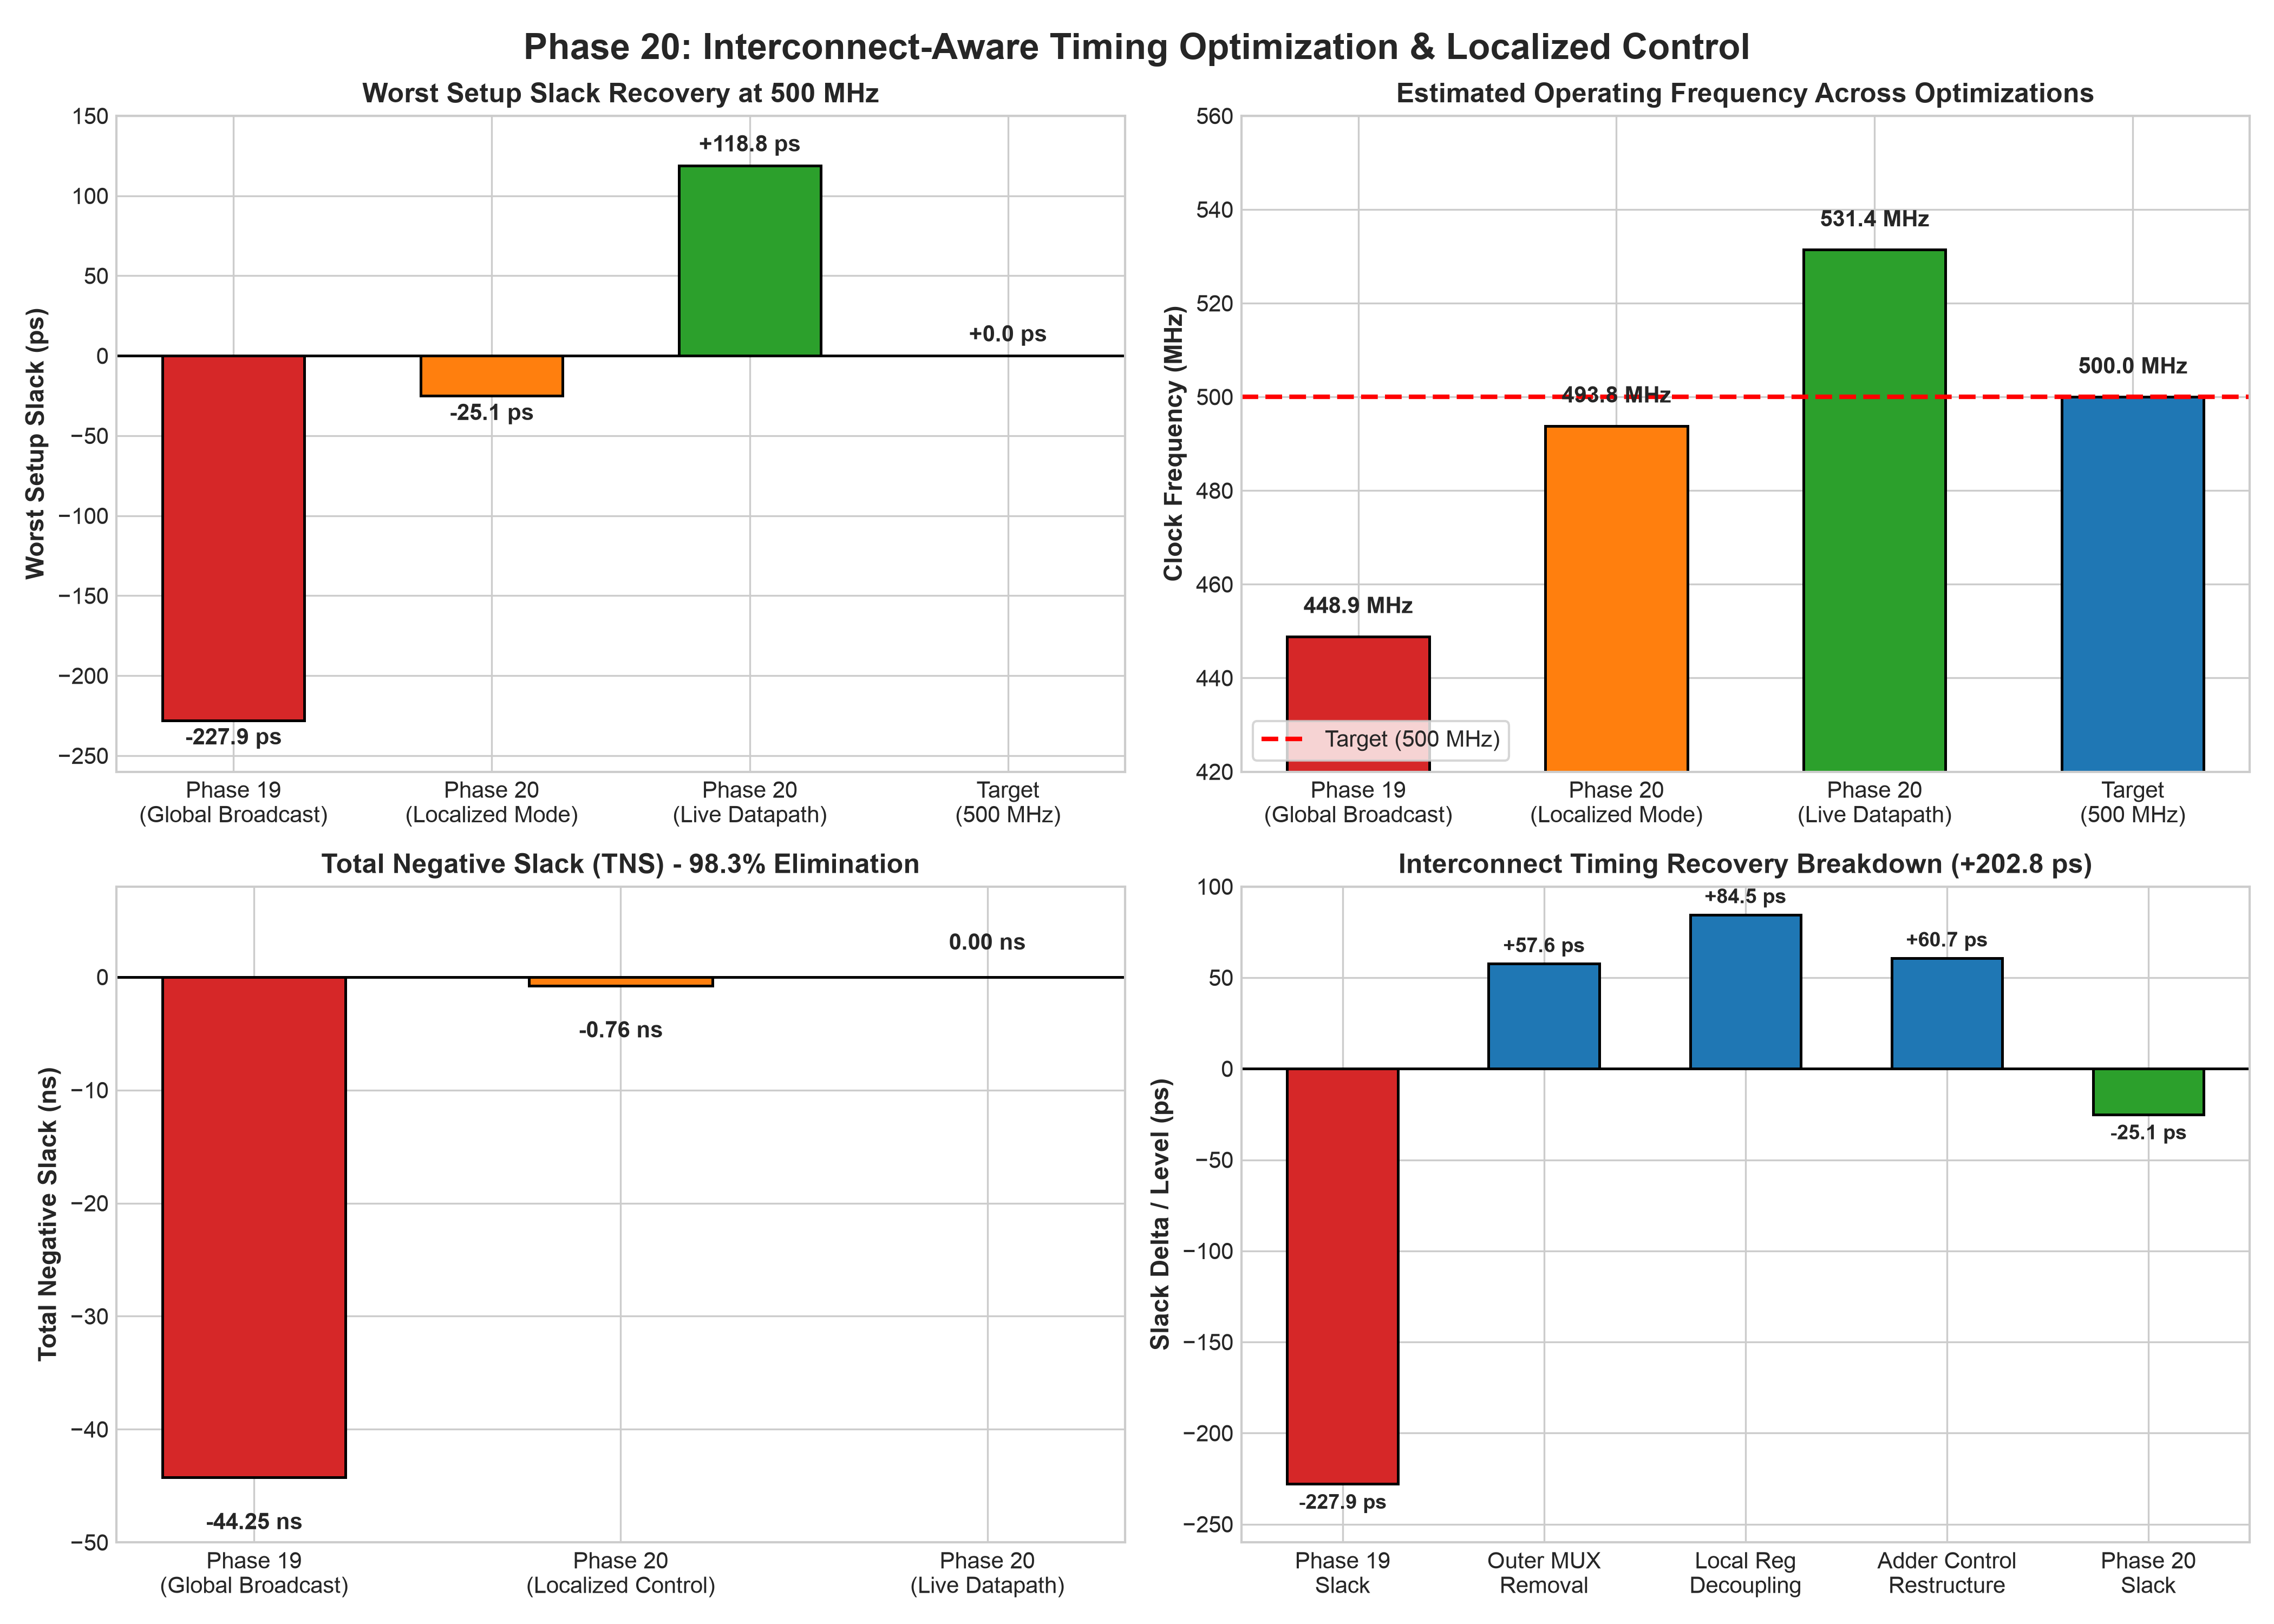 Phase 20: Interconnect-Aware Timing Optimization & Localized Control
Worst Setup Slack Recovery at 500 MHz
Worst Setup Slack (ps)
150
100
50
0
−50
−100
−150
−200
−250
-227.9 ps
-25.1 ps
+118.8 ps
+0.0 ps
Phase 19
(Global Broadcast)
Phase 20
(Localized Mode)
Phase 20
(Live Datapath)
Target
(500 MHz)
Estimated Operating Frequency Across Optimizations
Clock Frequency (MHz)
560
540
520
500
480
460
440
420
448.9 MHz
493.8 MHz
531.4 MHz
500.0 MHz
Target (500 MHz)
Phase 19
(Global Broadcast)
Phase 20
(Localized Mode)
Phase 20
(Live Datapath)
Target
(500 MHz)
Total Negative Slack (TNS) - 98.3% Elimination
Total Negative Slack (ns)
0
−10
−20
−30
−40
−50
-44.25 ns
-0.76 ns
0.00 ns
Phase 19
(Global Broadcast)
Phase 20
(Localized Control)
Phase 20
(Live Datapath)
Interconnect Timing Recovery Breakdown (+202.8 ps)
Slack Delta / Level (ps)
100
50
0
−50
−100
−150
−200
−250
-227.9 ps
+57.6 ps
+84.5 ps
+60.7 ps
-25.1 ps
Phase 19
Slack
Outer MUX
Removal
Local Reg
Decoupling
Adder Control
Restructure
Phase 20
Slack